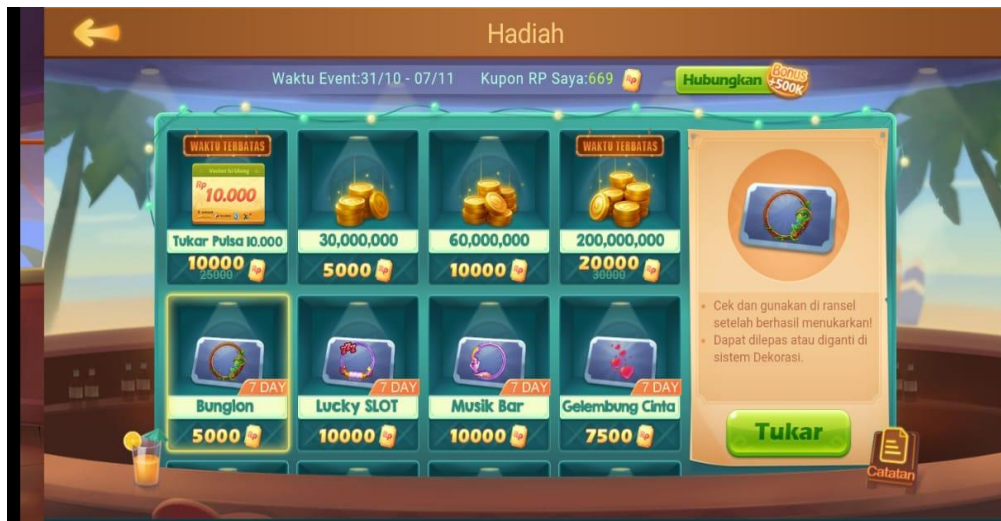 Hadiah
Waktu Event:31/10 - 07/11 Kupon RP Saya:669 Rp
Hubungkan
Bonus
+500K
WAKTU TERBATAS
WAKTU TERBATAS
Rp
10.000
Tukar Pulsa 10.000
30,000,000
60,000,000
200,000,000
10000
25000
5000
10000
20000
30000
7 DAY
7 DAY
7 DAY
7 DAY
Bunglon
Lucky SLOT
Musik Bar
Gelembung Cinta
5000
10000
10000
7500
Cek dan gunakan di ransel
setelah berhasil menukarkan!
Dapat dilepas atau diganti di
sistem Dekorasi.
Tukar
Catatan